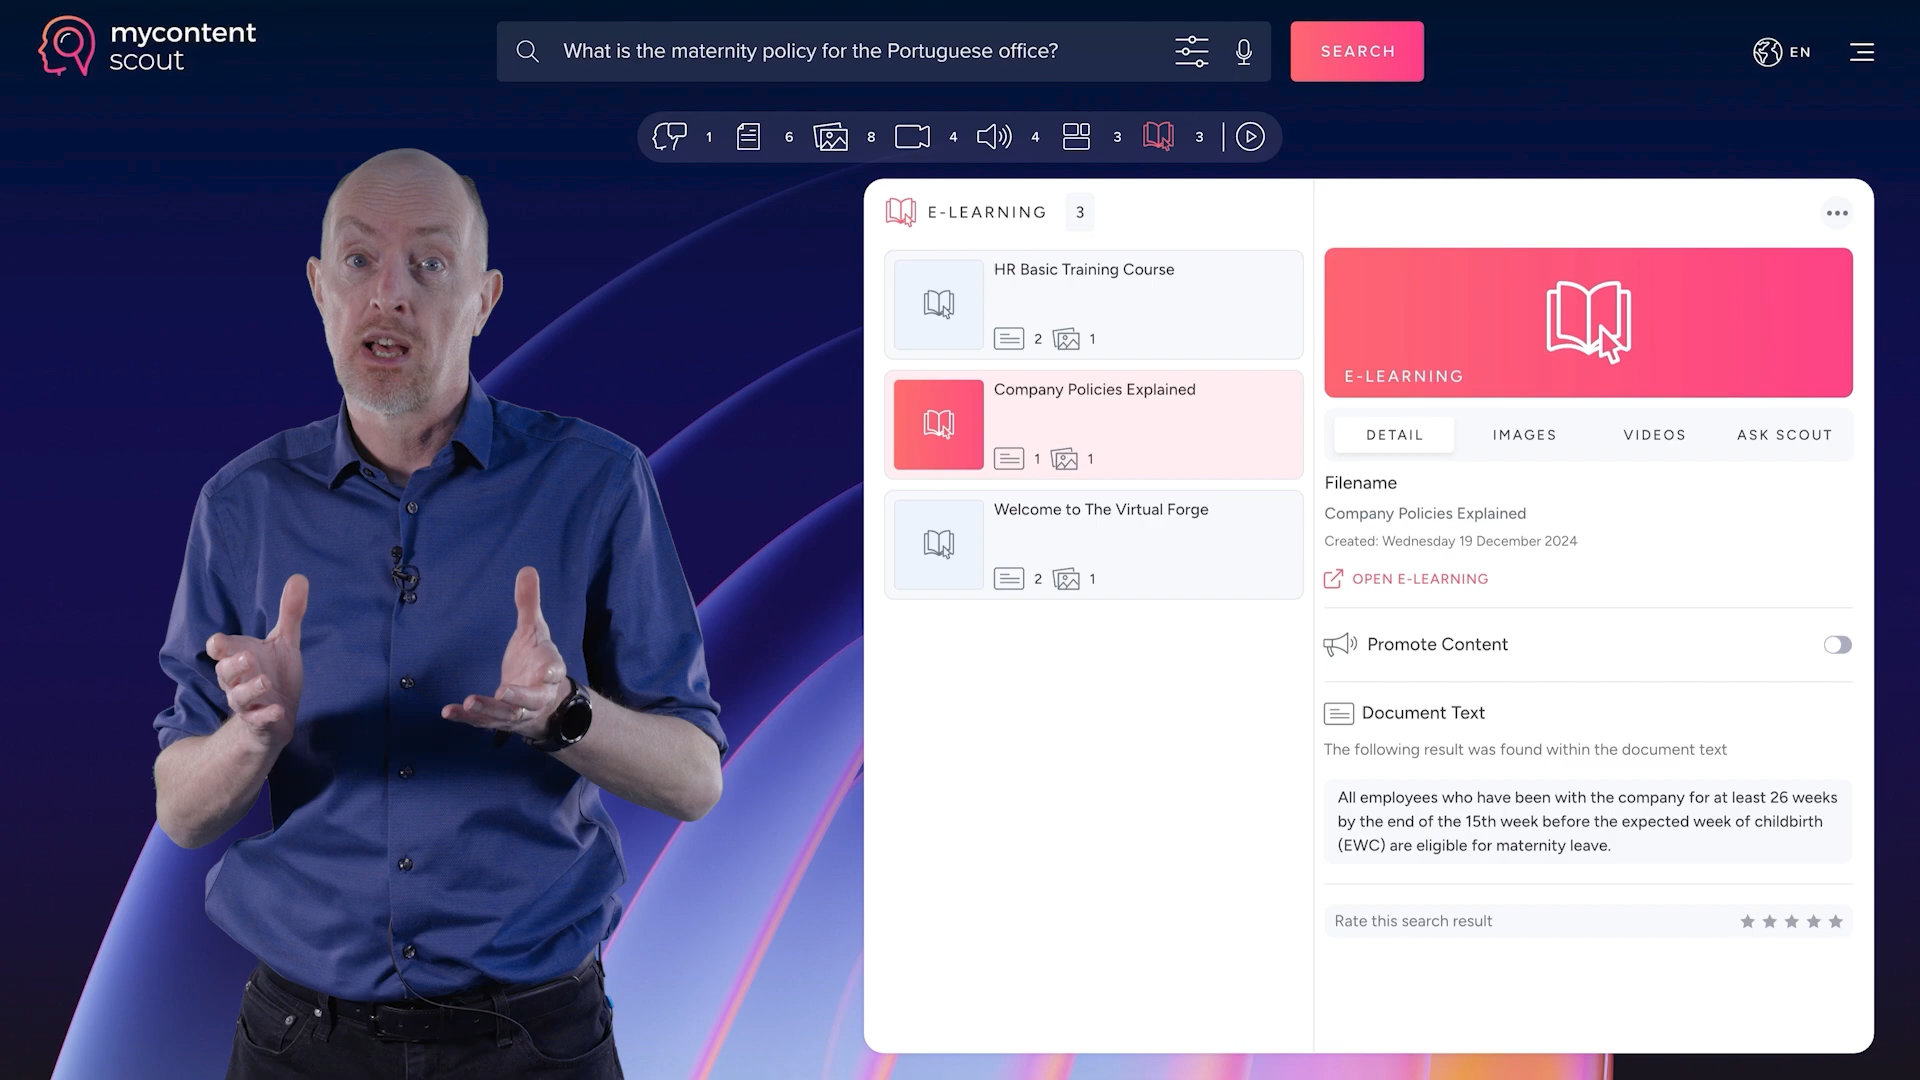 mycontent
scout
What is the maternity policy for the Portuguese office?
SEARCH
EN
1
6
8
4
4
3
3
E-LEARNING
3
HR Basic Training Course
2
1
Company Policies Explained
1
1
Welcome to The Virtual Forge
2
1
E-LEARNING
DETAIL
IMAGES
VIDEOS
ASK SCOUT
Filename
Company Policies Explained
Created: Wednesday 19 December 2024
OPEN E-LEARNING
Promote Content
Document Text
The following result was found within the document text
All employees who have been with the company for at least 26 weeks
by the end of the 15th week before the expected week of childbirth
(EWC) are eligible for maternity leave.
Rate this search result